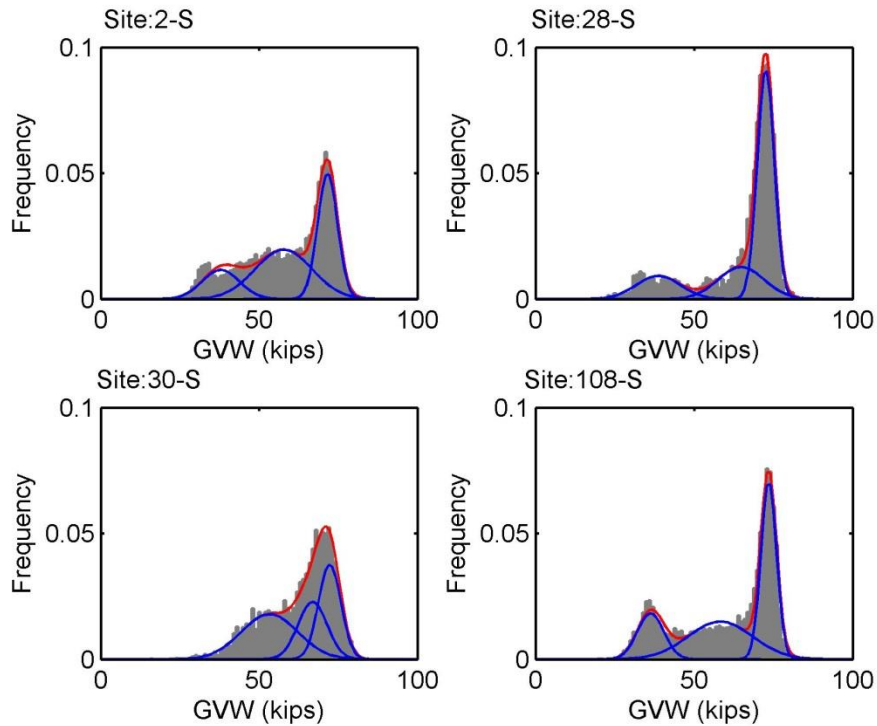 Site:2-S
0.1
0.05
0
Frequency
0 50 100
GVW (kips)
Site:28-S
0.1
0.05
0
Frequency
0 50 100
GVW (kips)
Site:30-S
0.1
0.05
0
Frequency
0 50 100
GVW (kips)
Site:108-S
0.1
0.05
0
Frequency
0 50 100
GVW (kips)